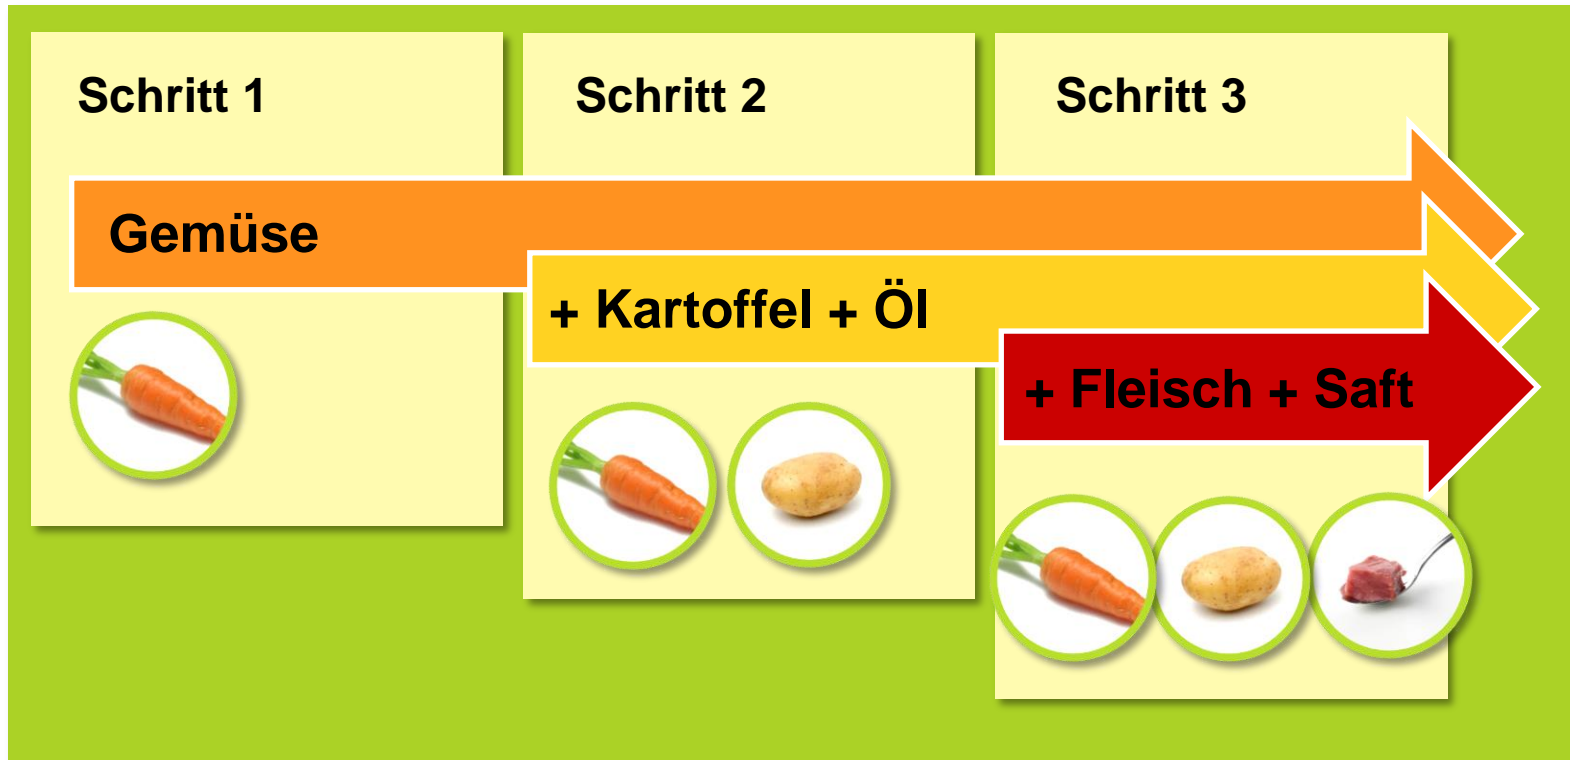 Schritt 1
Schritt 2
Schritt 3
Gemüse
+ Kartoffel + Öl
+ Fleisch + Saft